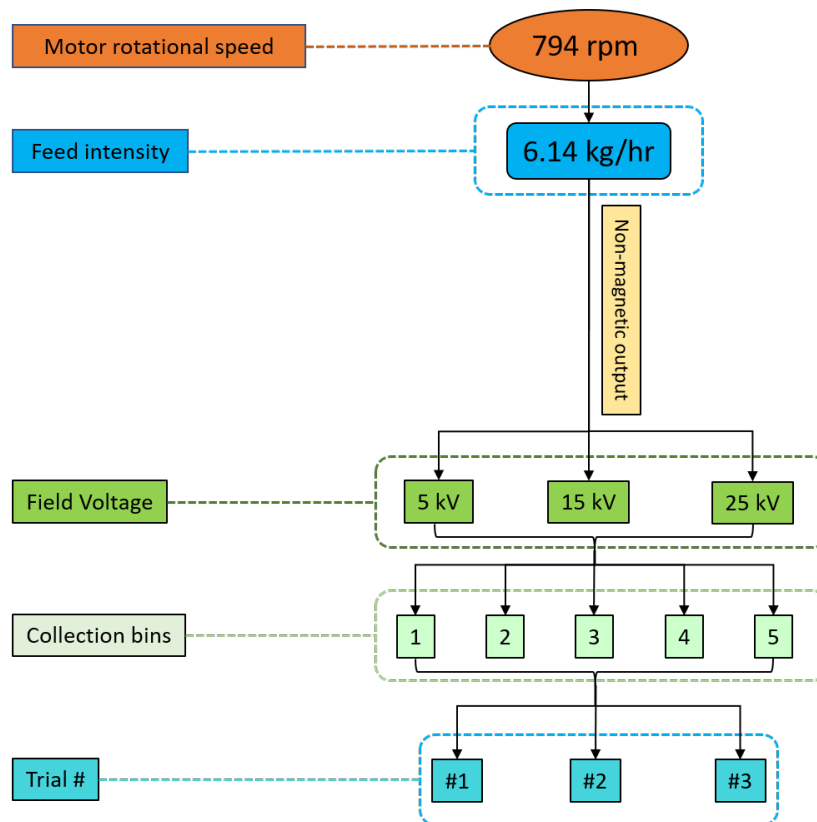 Motor rotational speed
794 rpm
Feed intensity
6.14 kg/hr
Non-magnetic output
Field Voltage
5 kV
15 kV
25 kV
Collection bins
1
2
3
4
5
Trial #
#1
#2
#3